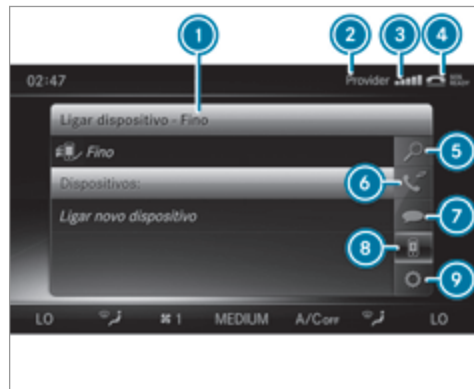 1 2 3 4
02:47 Provider
Ligar dispositivo - Fino
Fino 5
Dispositivos: 6
Ligar novo dispositivo 7
8
9
LO 1 MEDIUM A/C OFF LO